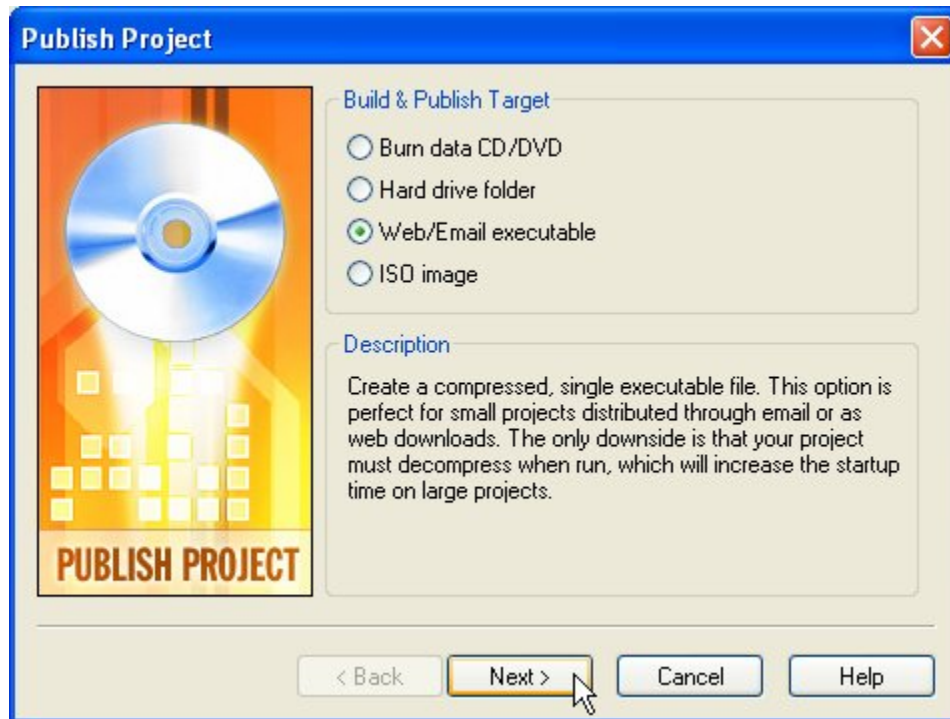 Publish Project
Build & Publish Target
Burn data CD/DVD
Hard drive folder
Web/Email executable
ISO image
Description
Create a compressed, single executable file. This option is
perfect for small projects distributed through email or as
web downloads. The only downside is that your project
must decompress when run, which will increase the startup
time on large projects.
PUBLISH PROJECT
< Back
Next >
Cancel
Help